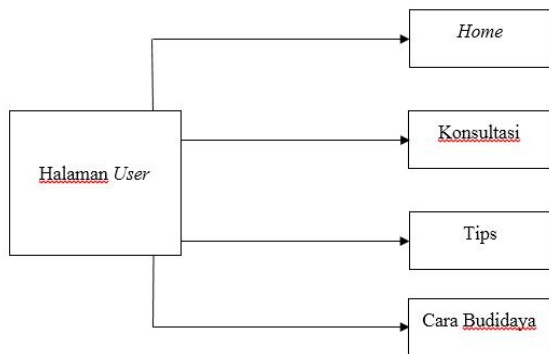 Home
Konsultasi
Halaman User
Tips
Cara Budidaya